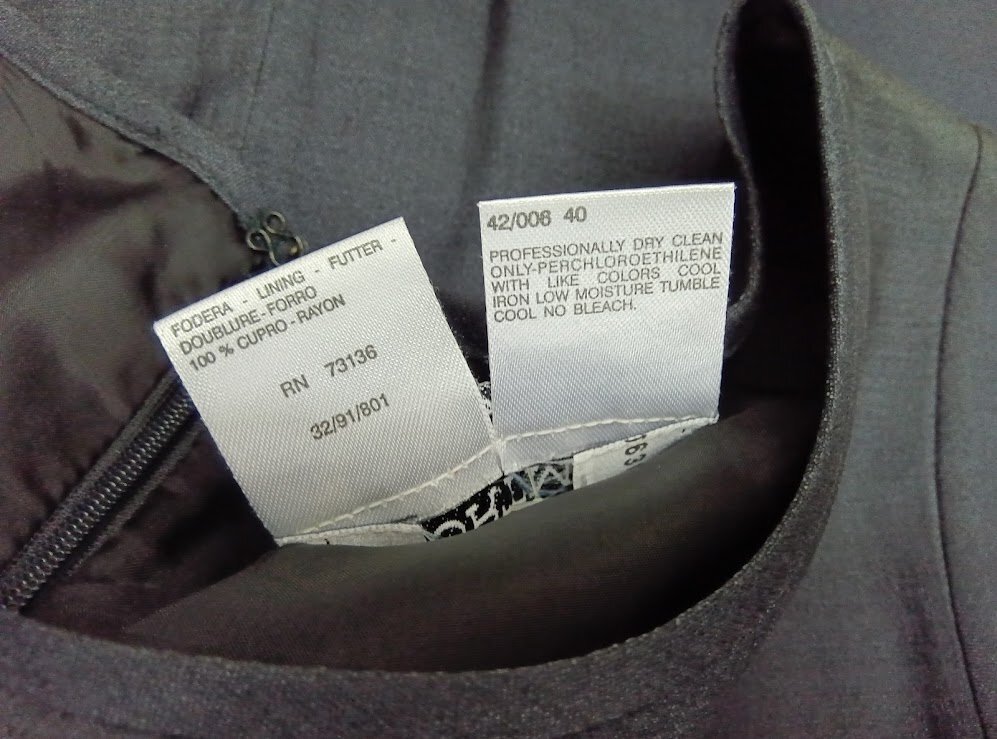 FODERA - LINING - FUTTER -
DOUBLURE-FORRO
100 % CUPRO-RAYON
RN 73136
32/91/801
42/006 40
PROFESSIONALLY DRY CLEAN
ONLY-PERCHLOROETHILENE
WITH LIKE COLORS COOL
IRON LOW MOISTURE TUMBLE
COOL NO BLEACH.
063